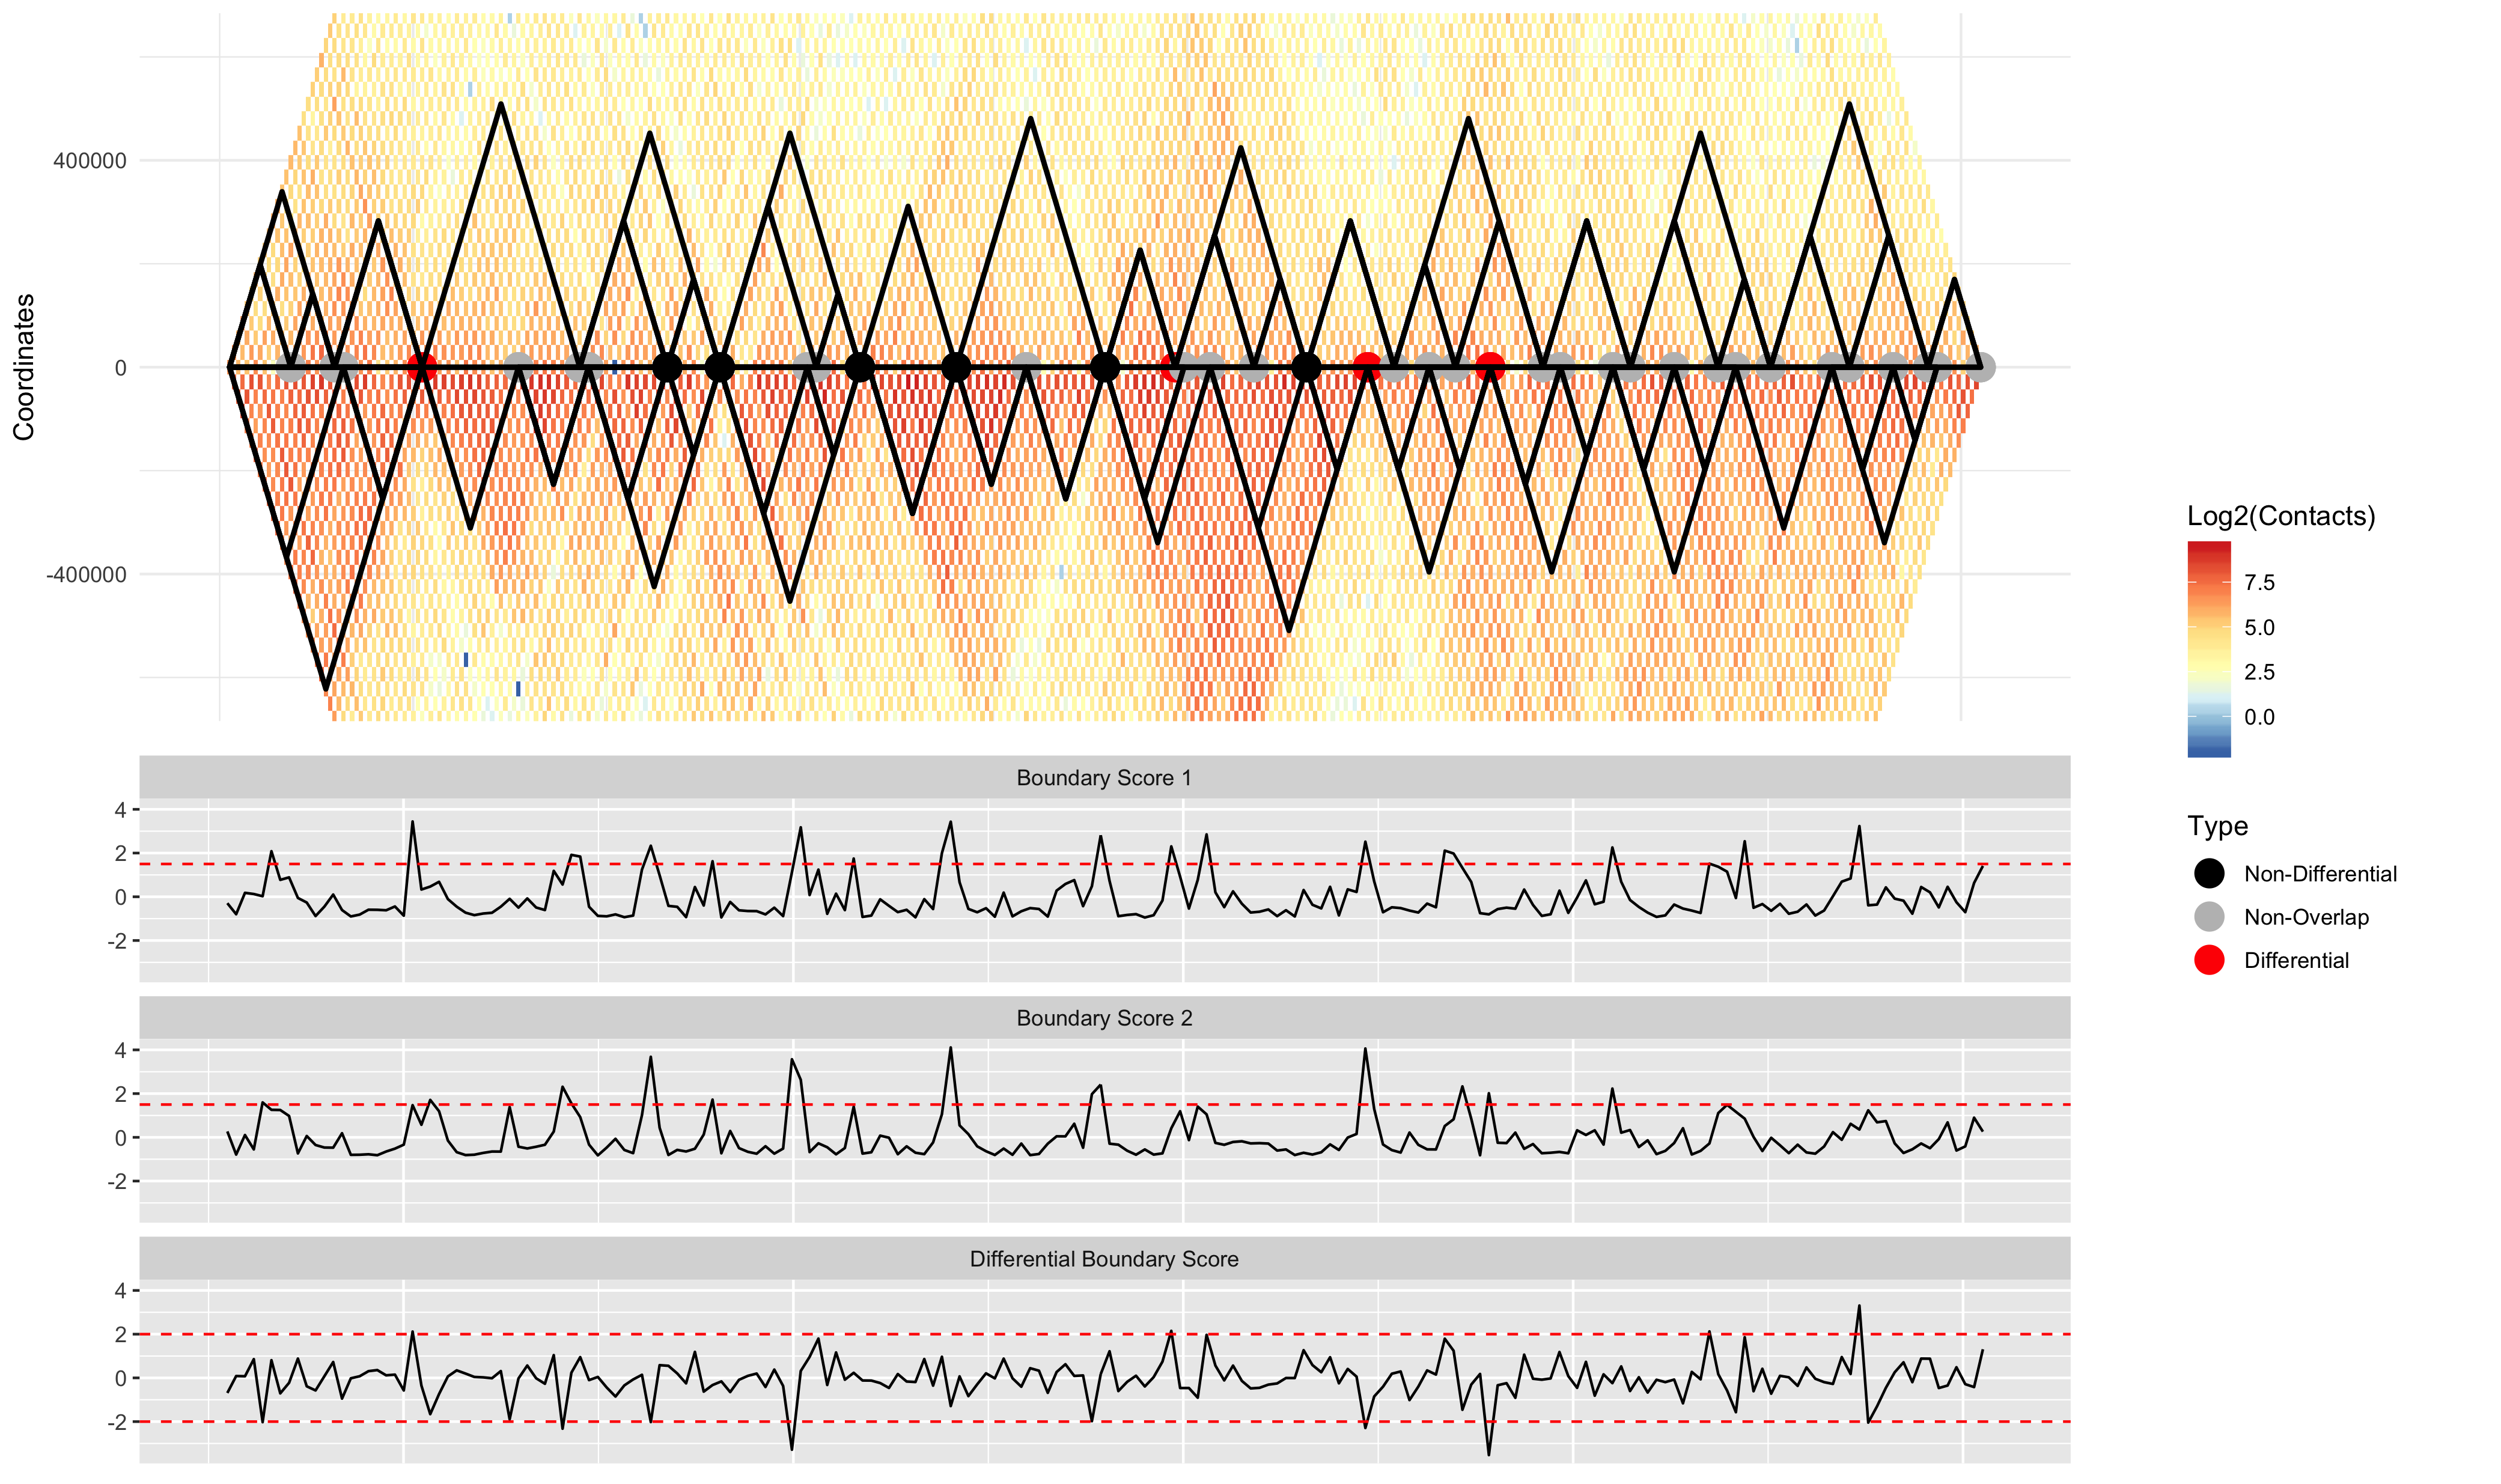 Coordinates
400000
0
-400000
Log2(Contacts)
7.5
5.0
2.5
0.0
Type
Non-Differential
Non-Overlap
Differential
Boundary Score 1
4
2
0
-2
Boundary Score 2
4
2
0
-2
Differential Boundary Score
4
2
0
-2